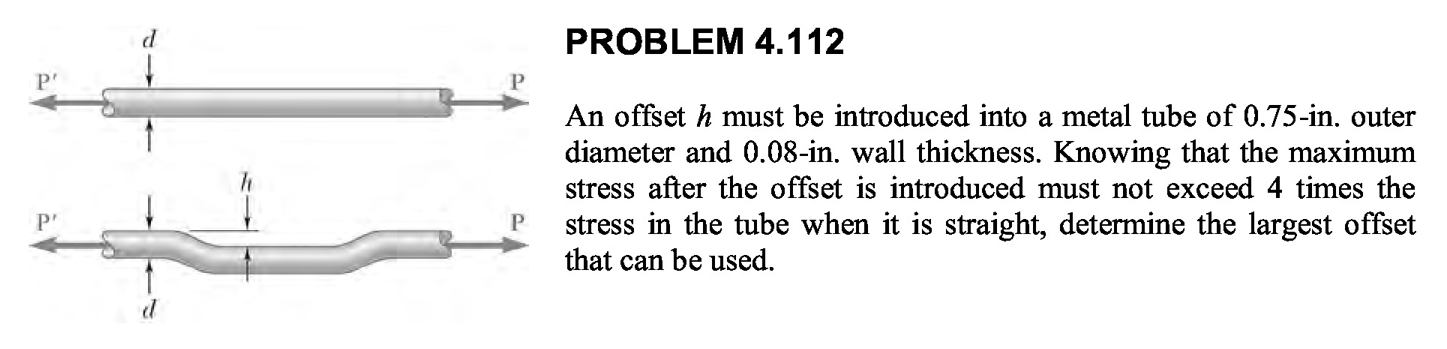 PROBLEM 4.112
An offset h must be introduced into a metal tube of 0.75-in. outer
diameter and 0.08-in. wall thickness. Knowing that the maximum
stress after the offset is introduced must not exceed 4 times the
stress in the tube when it is straight, determine the largest offset
that can be used.
d
P' P
h
P' P
d